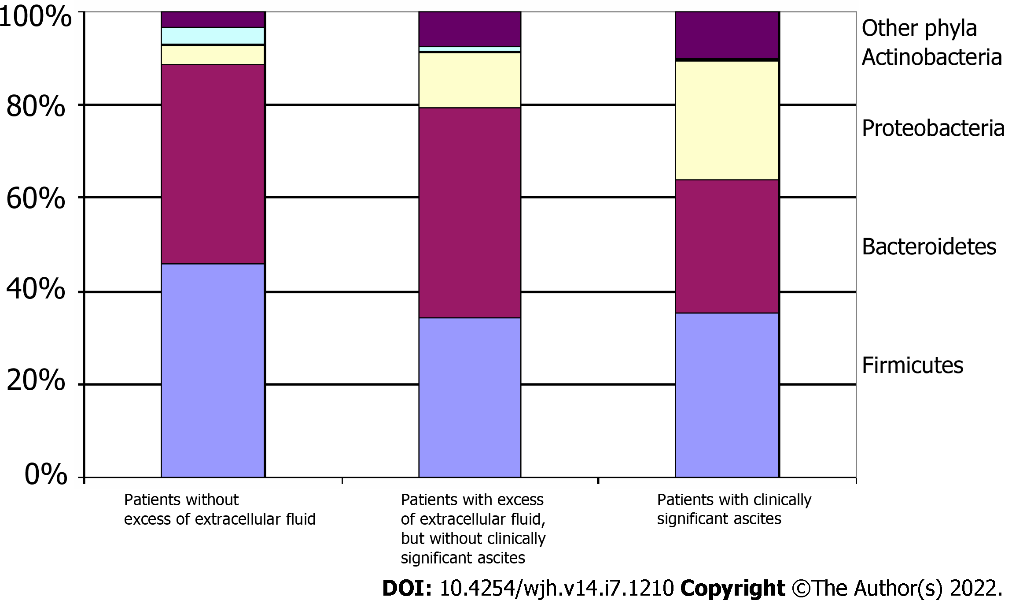 100%
80%
60%
40%
20%
0%
Other phyla
Actinobacteria
Proteobacteria
Bacteroidetes
Firmicutes
Patients without
excess of extracellular fluid
Patients with excess
of extracellular fluid,
but without clinically
significant ascites
Patients with clinically
significant ascites
DOI: 10.4254/wjh.v14.i7.1210 Copyright ©The Author(s) 2022.